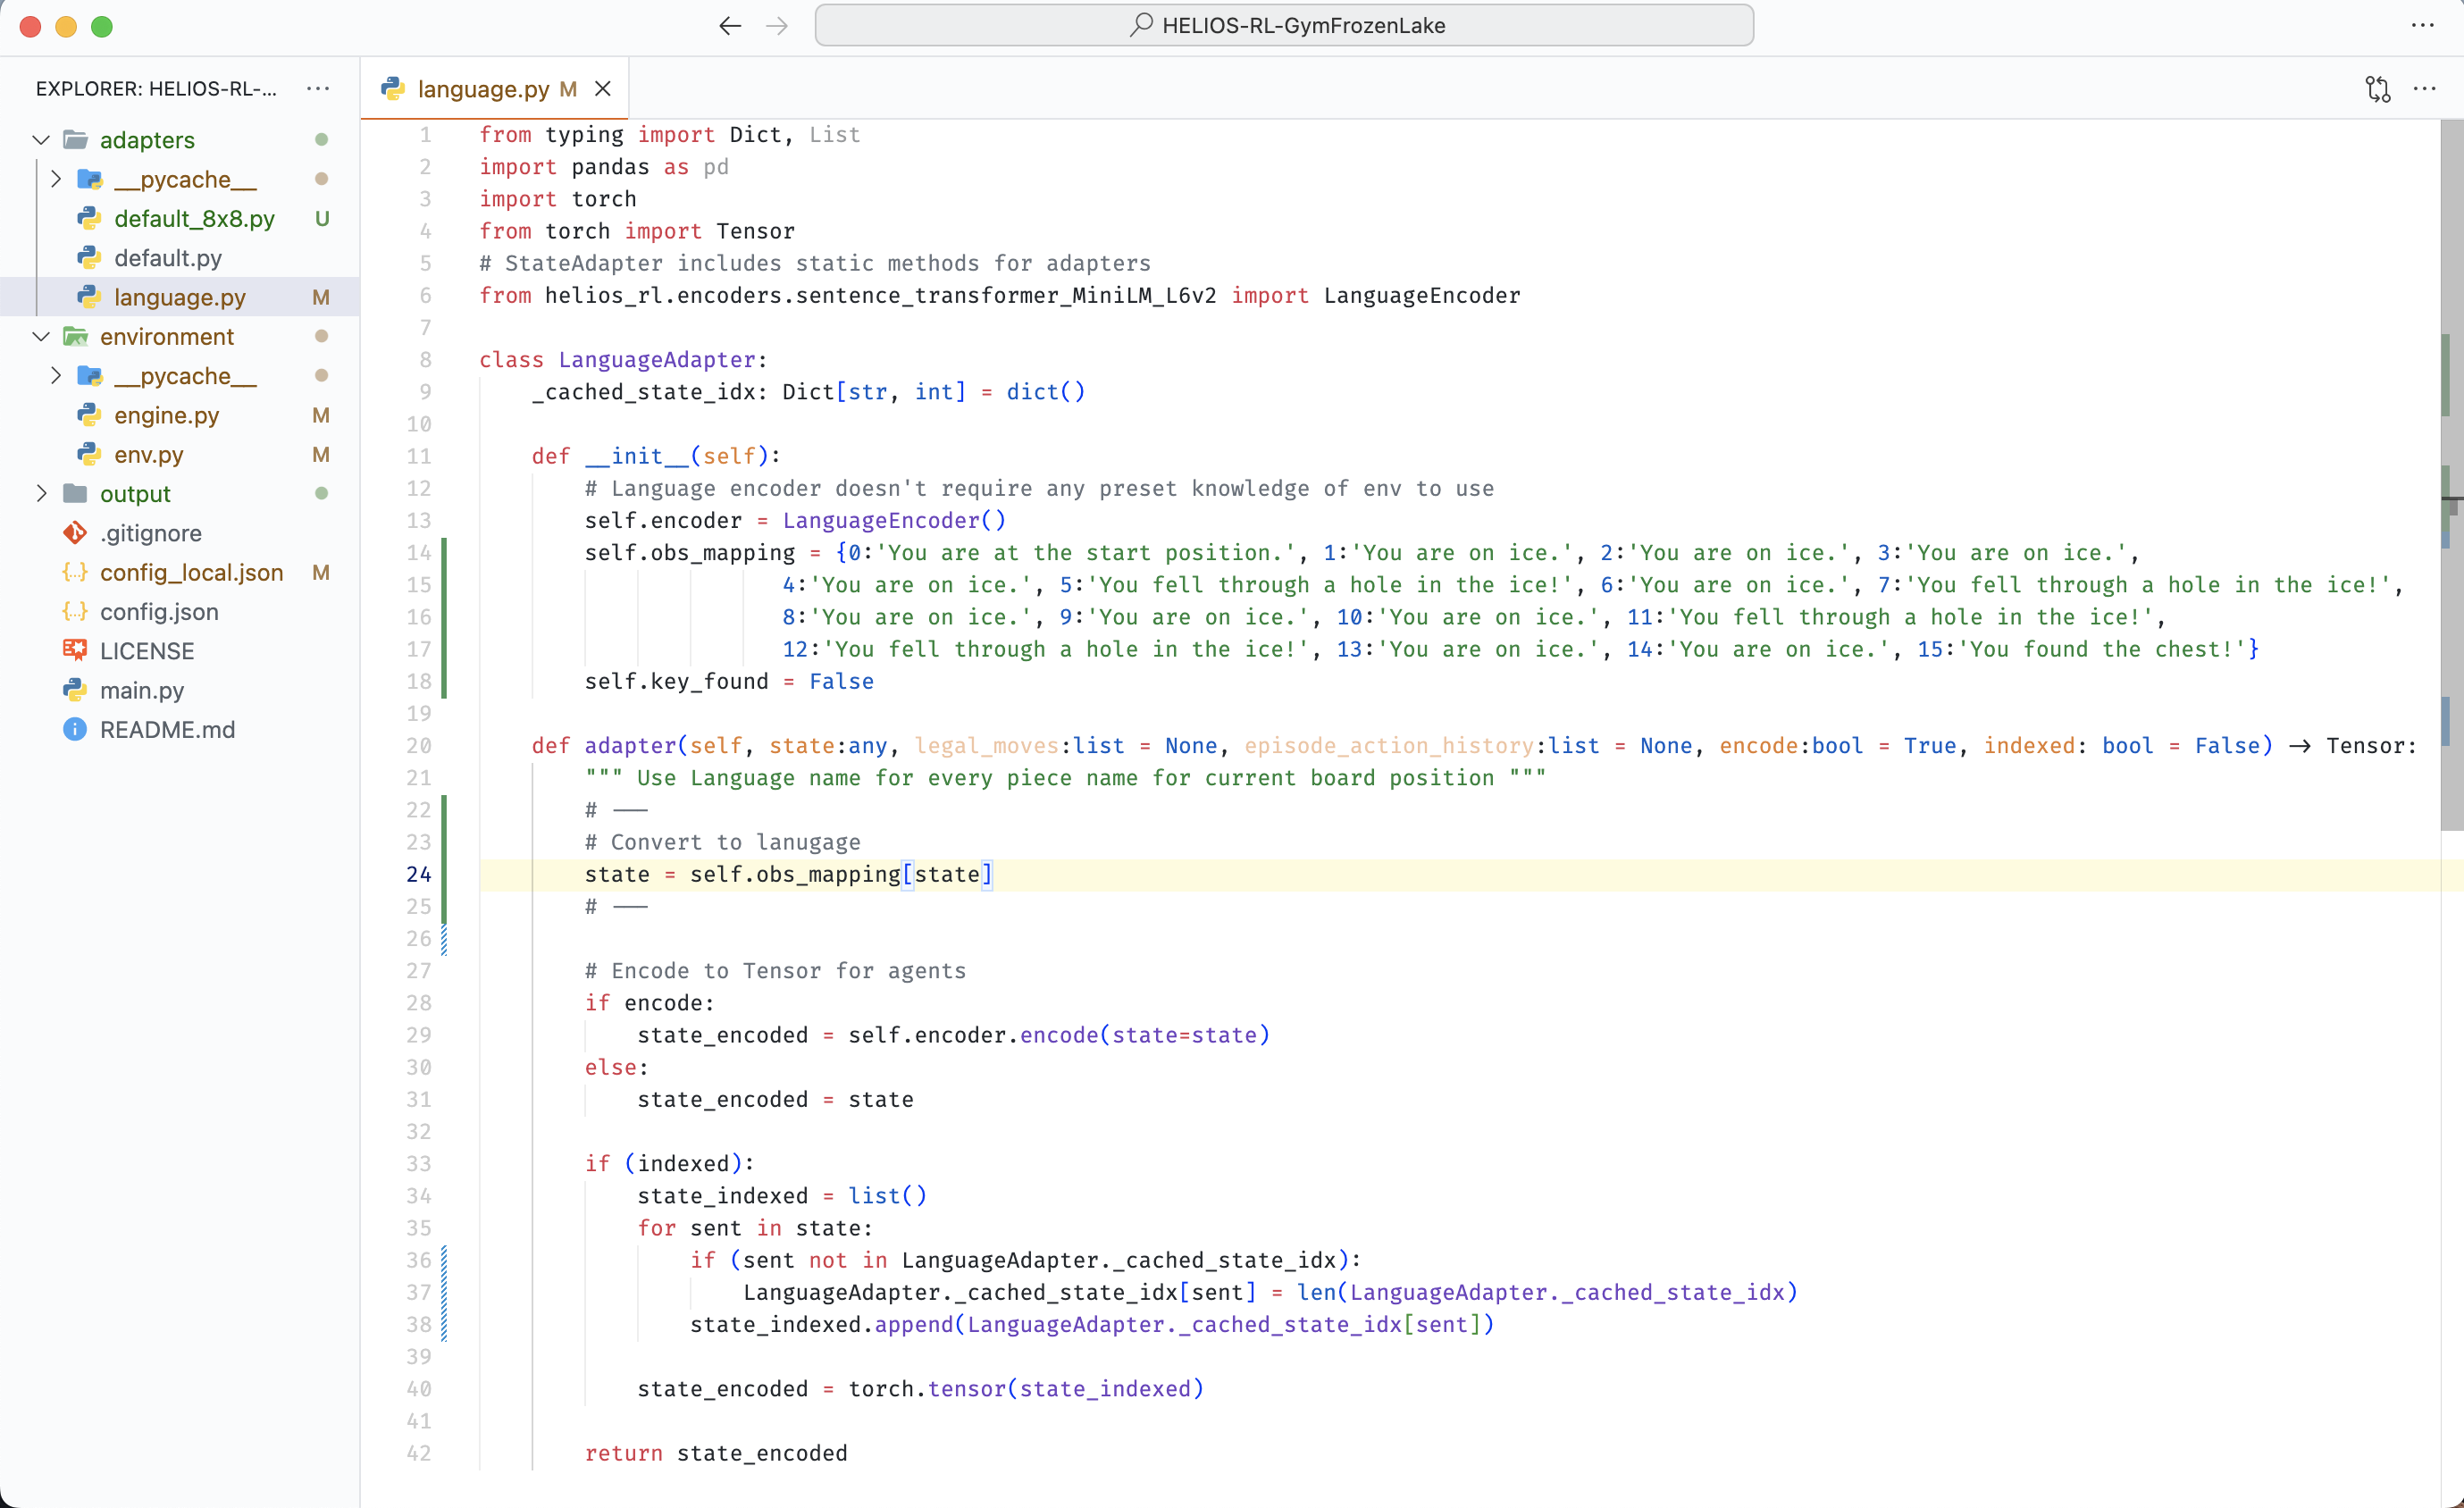 HELIOS-RL-GymFrozenLake
EXPLORER: HELIOS-RL-...
adapters
__pycache__
default_8x8.py U
default.py
language.py M
environment
__pycache__
engine.py M
env.py M
output
.gitignore
config_local.json M
config.json
LICENSE
main.py
README.md
language.py M
1 from typing import Dict, List
2 import pandas as pd
3 import torch
4 from torch import Tensor
5 # StateAdapter includes static methods for adapters
6 from helios_rl.encoders.sentence_transformer_MiniLM_L6v2 import LanguageEncoder
7
8 class LanguageAdapter:
9     _cached_state_idx: Dict[str, int] = dict()
10
11     def __init__(self):
12         # Language encoder doesn't require any preset knowledge of env to use
13         self.encoder = LanguageEncoder()
14         self.obs_mapping = {0:'You are at the start position.', 1:'You are on ice.', 2:'You are on ice.', 3:'You are on ice.',
15                        4:'You are on ice.', 5:'You fell through a hole in the ice!', 6:'You are on ice.', 7:'You fell through a hole in the ice!',
16                        8:'You are on ice.', 9:'You are on ice.', 10:'You are on ice.', 11:'You fell through a hole in the ice!',
17                        12:'You fell through a hole in the ice!', 13:'You are on ice.', 14:'You are on ice.', 15:'You found the chest!'}
18         self.key_found = False
19
20     def adapter(self, state:any, legal_moves:list = None, episode_action_history:list = None, encode:bool = True, indexed: bool = False) → Tensor:
21         """ Use Language name for every piece name for current board position """
22         # ---
23         # Convert to lanugage
24         state = self.obs_mapping[state]
25         # ---
26
27         # Encode to Tensor for agents
28         if encode:
29             state_encoded = self.encoder.encode(state=state)
30         else:
31             state_encoded = state
32
33         if (indexed):
34             state_indexed = list()
35             for sent in state:
36                 if (sent not in LanguageAdapter._cached_state_idx):
37                     LanguageAdapter._cached_state_idx[sent] = len(LanguageAdapter._cached_state_idx)
38                 state_indexed.append(LanguageAdapter._cached_state_idx[sent])
39
40             state_encoded = torch.tensor(state_indexed)
41
42         return state_encoded